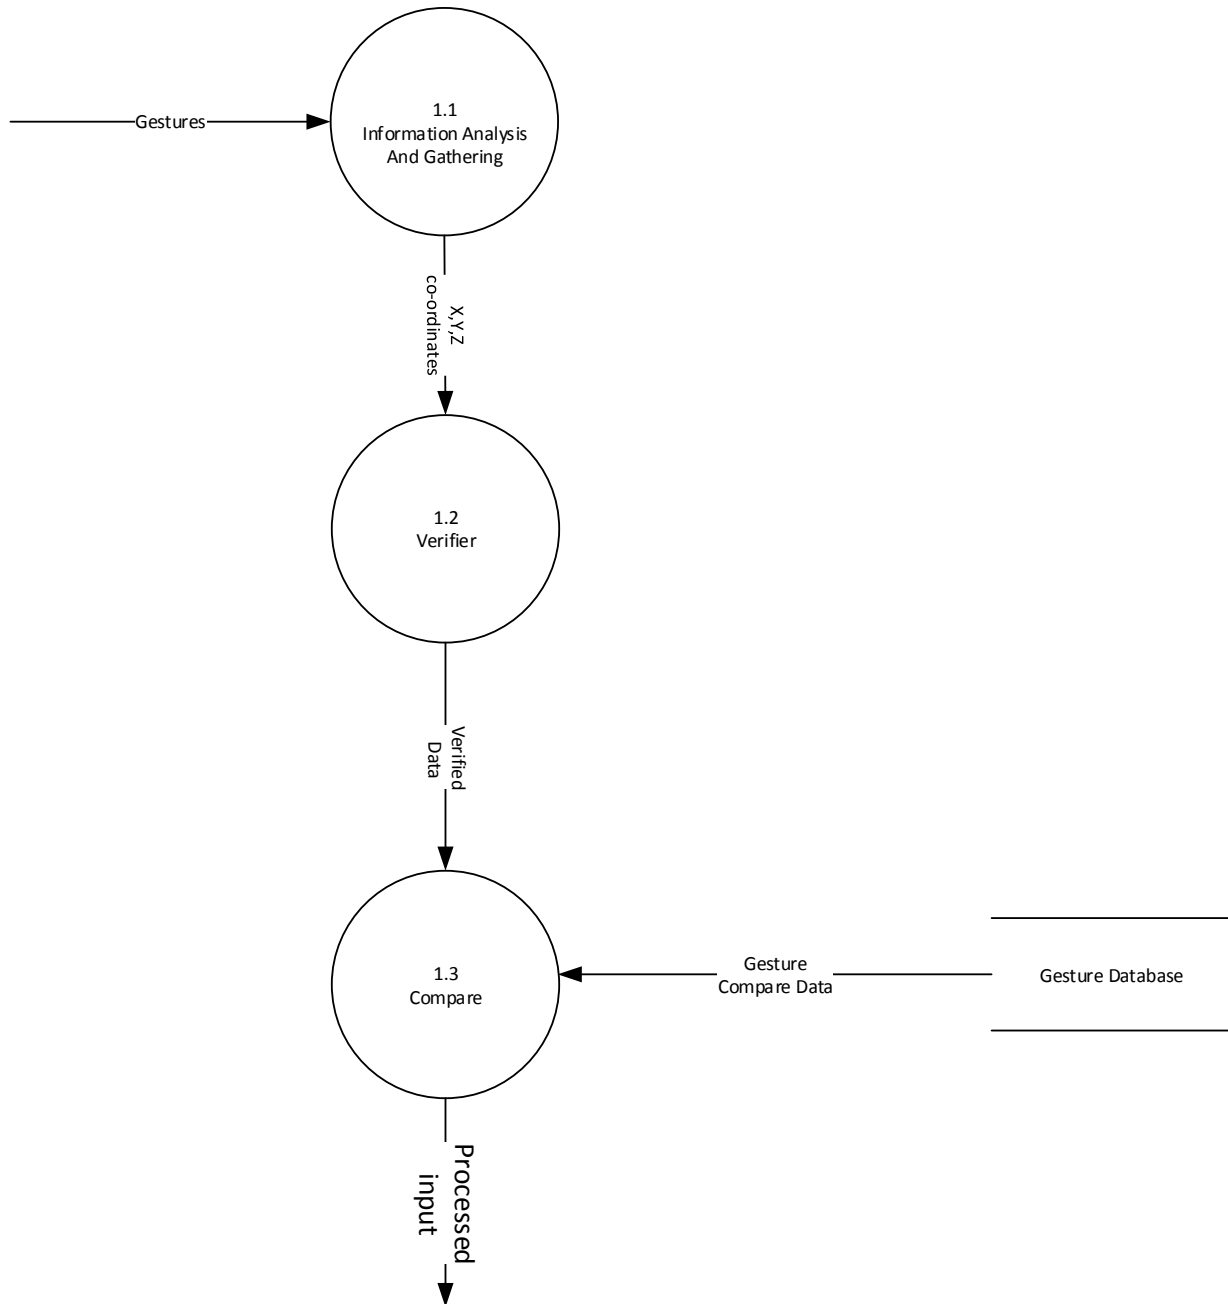 1.1
Information Analysis
And Gathering
Gestures
X,Y,Z
co-ordinates
1.2
Verifier
Verified
Data
1.3
Compare
Gesture
Compare Data
Gesture Database
Processed
input